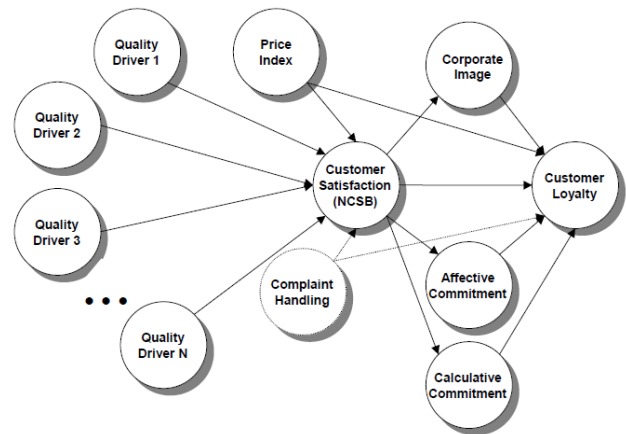 Quality
Driver 1
Price
Index
Corporate
Image
Quality
Driver 2
Customer
Satisfaction
(NCSB)
Customer
Loyalty
Quality
Driver 3
Complaint
Handling
Affective
Commitment
Quality
Driver N
Calculative
Commitment